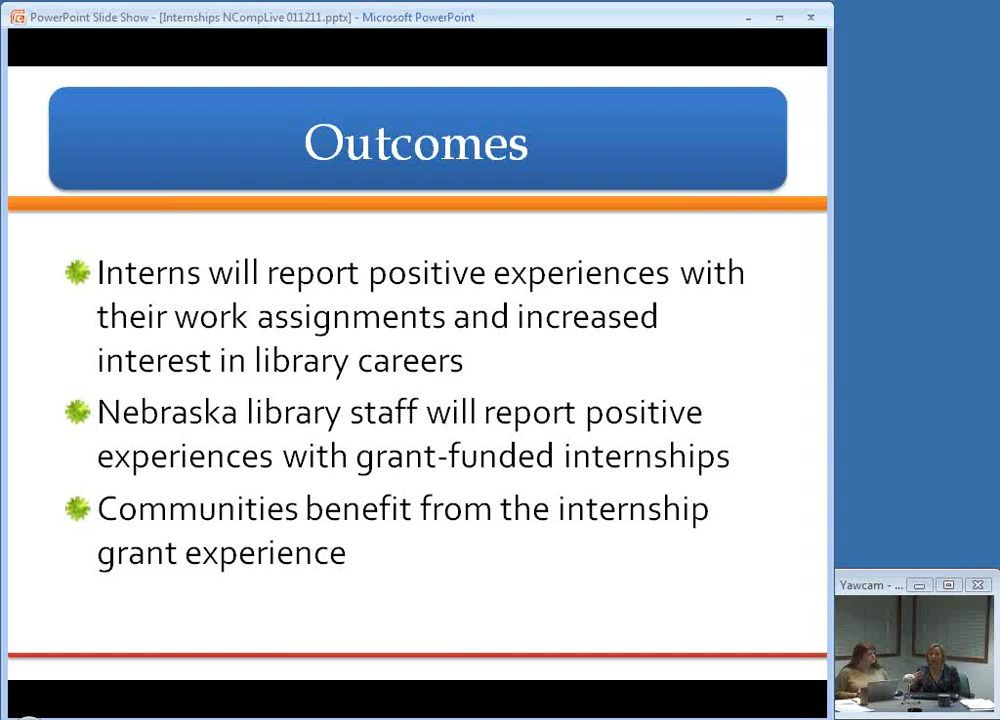 PowerPoint Slide Show - [Internships NCompLive 011211.pptx] - Microsoft PowerPoint
Outcomes
Interns will report positive experiences with
their work assignments and increased
interest in library careers
Nebraska library staff will report positive
experiences with grant-funded internships
Communities benefit from the internship
grant experience
Yawcam - ...